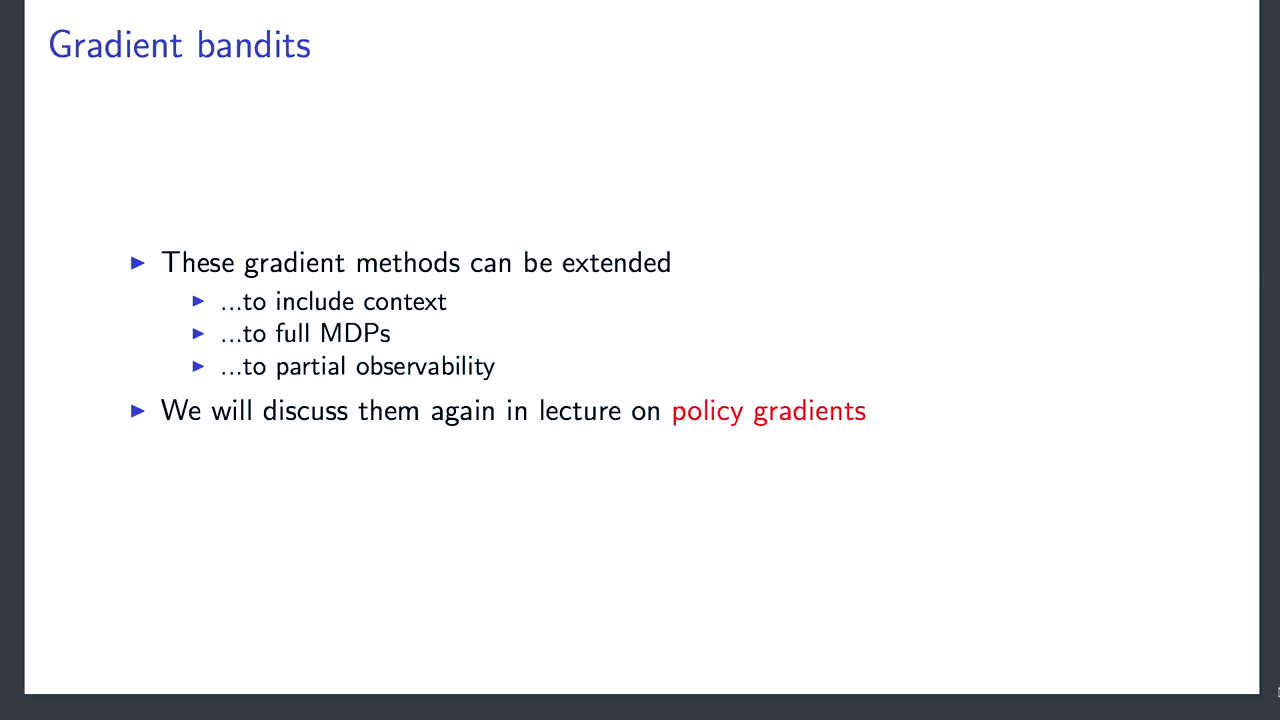 Gradient bandits
▶ These gradient methods can be extended
▶ ...to include context
▶ ...to full MDPs
▶ ...to partial observability
▶ We will discuss them again in lecture on policy gradients